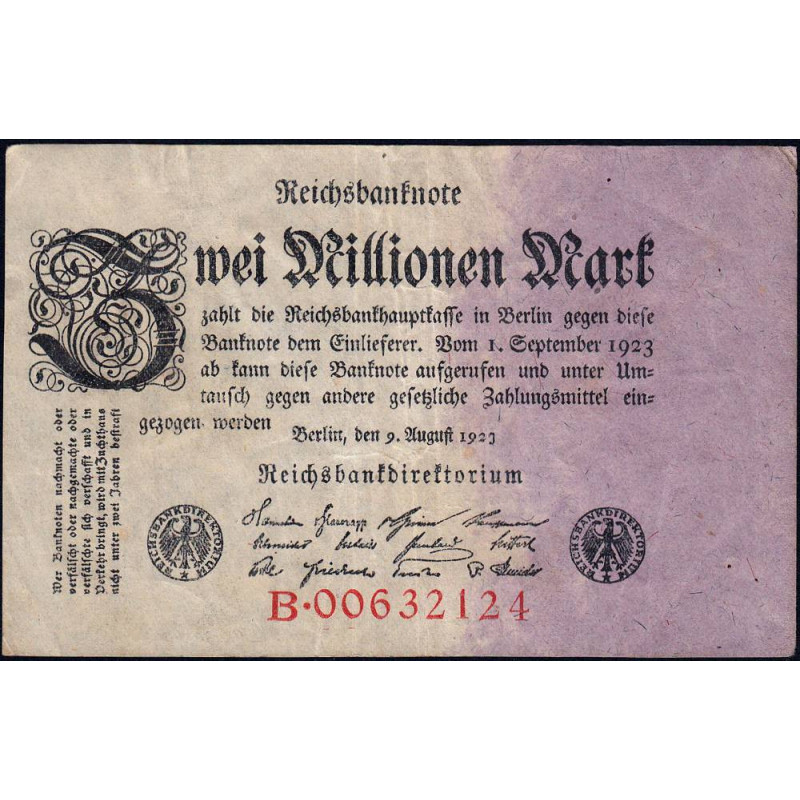 Reichsbanknote
Zwei Millionen Mark
zahlt die Reichsbankhauptkasse in Berlin gegen diese
Banknote dem Einlieferer. Vom 1. September 1923
ab kann diese Banknote aufgerufen und unter Um=
tausch gegen andere gesetzliche Zahlungsmittel ein=
gezogen werden
Berlin, den 9. August 1923
Reichsbankdirektorium
Wer Banknoten nachmacht oder
verfälscht oder nachgemachte oder
verfälschte sich verschafft und in
Verkehr bringt, wird mit Zuchthaus
nicht unter zwei Jahren bestraft
REICHSBANKDIREKTORIUM
REICHSBANKDIREKTORIUM
B·00632124